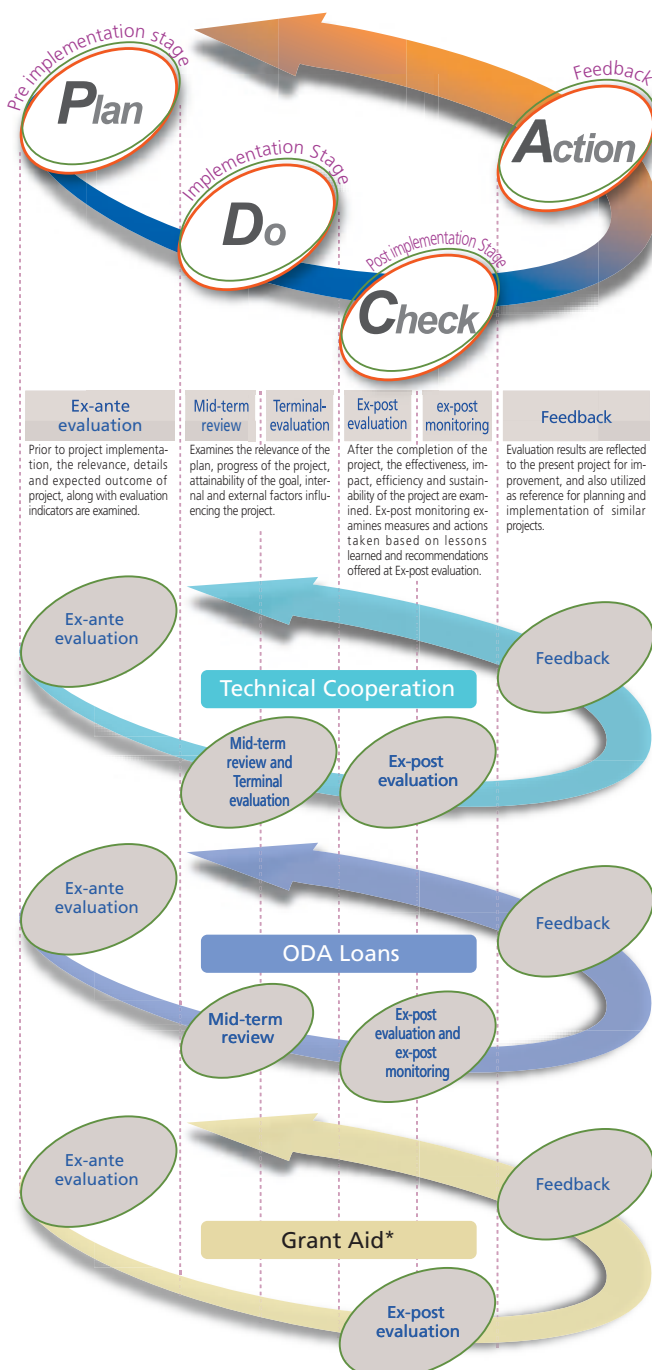 Pre implementation stage
Plan
Feedback
Action
Implementation Stage
Do
Post implementation Stage
Check
Ex-ante
evaluation
Prior to project implementa-
tion, the relevance, details
and expected outcome of
project, along with evaluation
indicators are examined.
Mid-term
review
Terminal-
evaluation
Examines the relevance of the
plan, progress of the project,
attainability of the goal, inter-
nal and external factors influ-
encing the project.
Ex-post
evaluation
ex-post
monitoring
After the completion of the
project, the effectiveness, im-
pact, efficiency and sustain-
ability of the project are exam-
ined. Ex-post monitoring ex-
amines measures and actions
taken based on lessons
learned and recommendations
offered at Ex-post evaluation.
Feedback
Evaluation results are reflected
to the present project for im-
provement, and also utilized
as reference for planning and
implementation of similar
projects.
Ex-ante
evaluation
Feedback
Technical Cooperation
Mid-term
review and
Terminal
evaluation
Ex-post
evaluation
Ex-ante
evaluation
Feedback
ODA Loans
Mid-term
review
Ex-post
evaluation and
ex-post
monitoring
Ex-ante
evaluation
Feedback
Grant Aid*
Ex-post
evaluation